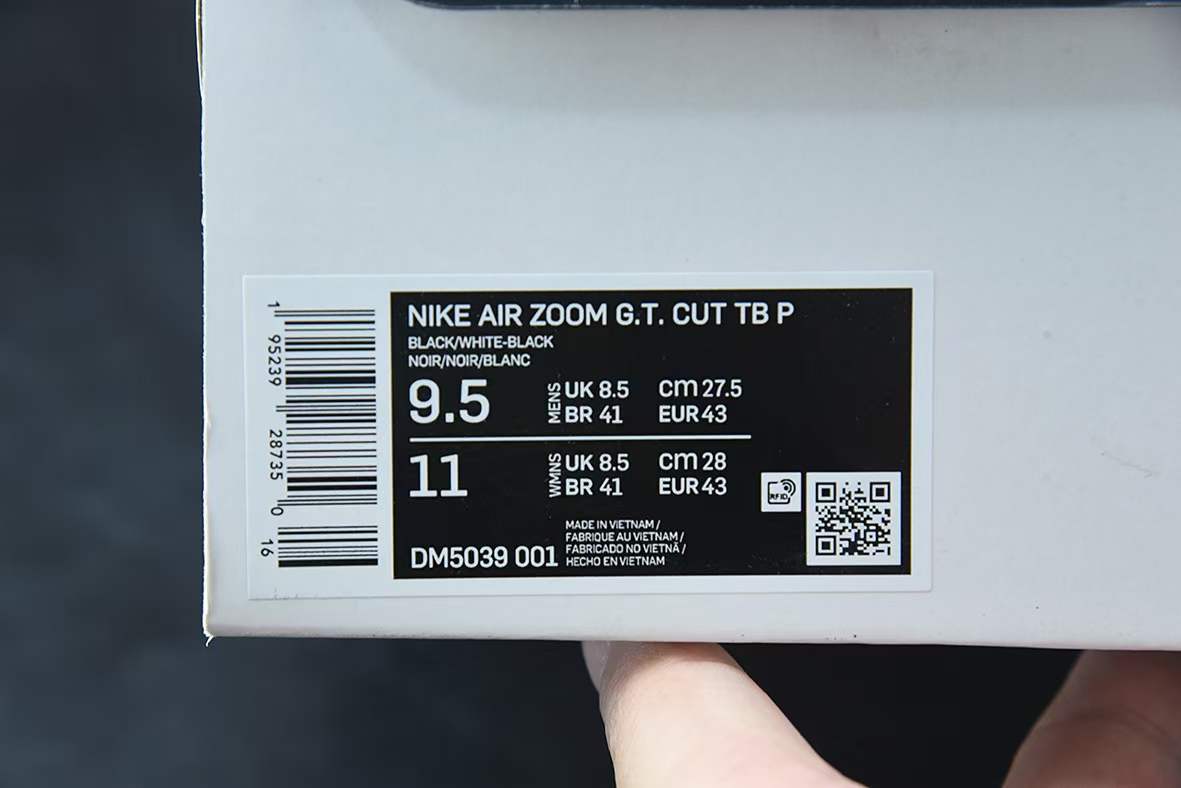 NIKE AIR ZOOM G.T. CUT TB P
BLACK/WHITE-BLACK
NOIR/NOIR/BLANC
9.5 MENS UK 8.5 cm 27.5
BR 41 EUR 43
11 WMNS UK 8.5 cm 28
BR 41 EUR 43
RFID
MADE IN VIETNAM /
FABRIQUE AU VIETNAM /
FABRICADO NO VIETNÃ /
HECHO EN VIETNAM
DM5039 001
1 95239 28735 0 16